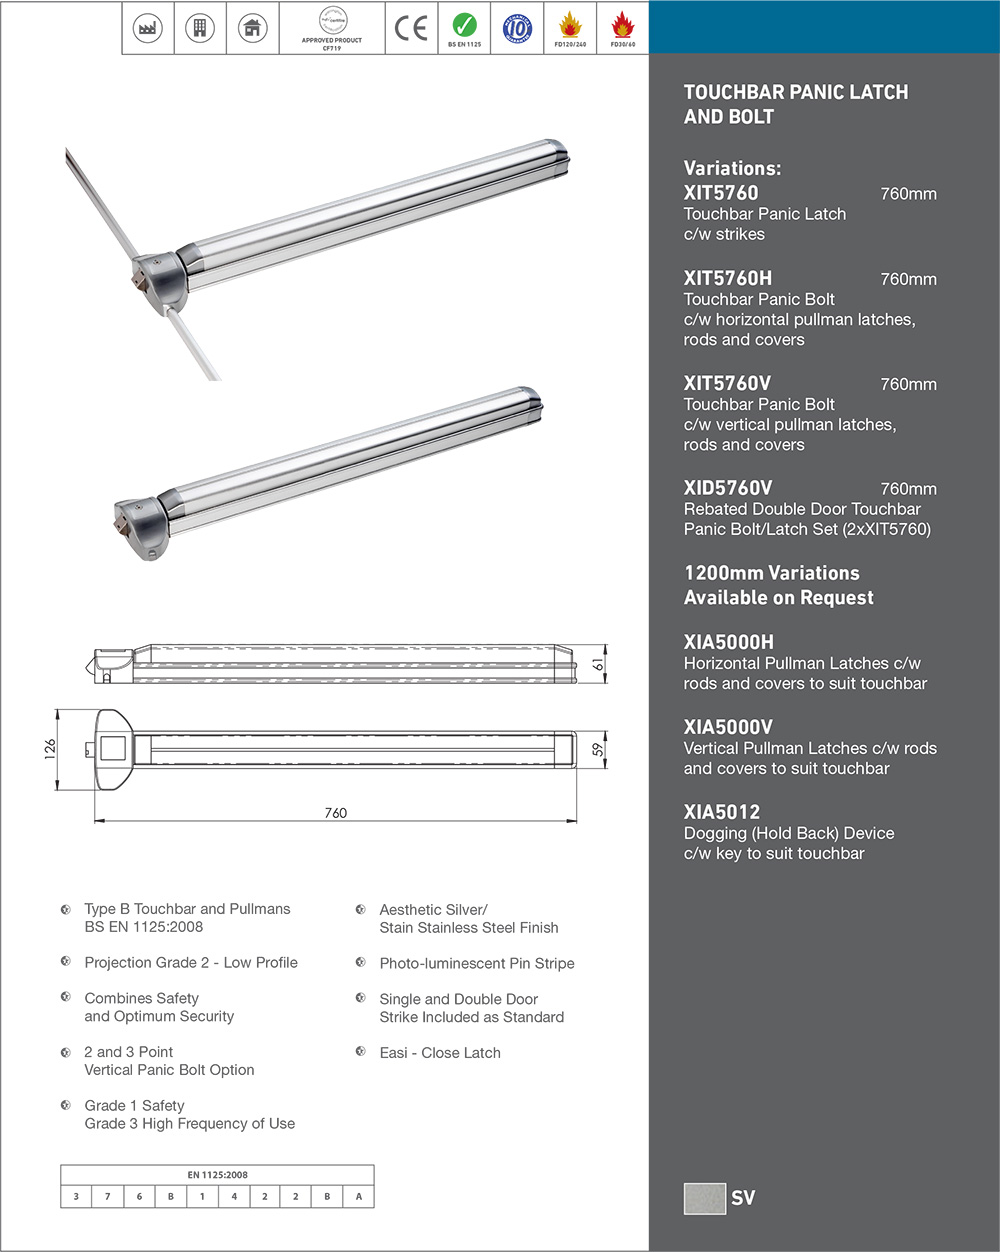 APPROVED PRODUCT
CF719
CE
BS EN 1125
10
FD120/240
FD30/60
TOUCHBAR PANIC LATCH
AND BOLT
Variations:
XIT5760 760mm
Touchbar Panic Latch
c/w strikes
XIT5760H 760mm
Touchbar Panic Bolt
c/w horizontal pullman latches,
rods and covers
XIT5760V 760mm
Touchbar Panic Bolt
c/w vertical pullman latches,
rods and covers
XID5760V 760mm
Rebated Double Door Touchbar
Panic Bolt/Latch Set (2xXIT5760)
1200mm Variations
Available on Request
XIA5000H
Horizontal Pullman Latches c/w
rods and covers to suit touchbar
XIA5000V
Vertical Pullman Latches c/w rods
and covers to suit touchbar
XIA5012
Dogging (Hold Back) Device
c/w key to suit touchbar
SV
61
126
59
760
Type B Touchbar and Pullmans
BS EN 1125:2008
Projection Grade 2 - Low Profile
Combines Safety
and Optimum Security
2 and 3 Point
Vertical Panic Bolt Option
Grade 1 Safety
Grade 3 High Frequency of Use
Aesthetic Silver/
Stain Stainless Steel Finish
Photo-luminescent Pin Stripe
Single and Double Door
Strike Included as Standard
Easi - Close Latch
EN 1125:2008
3 7 6 B 1 4 2 2 B A